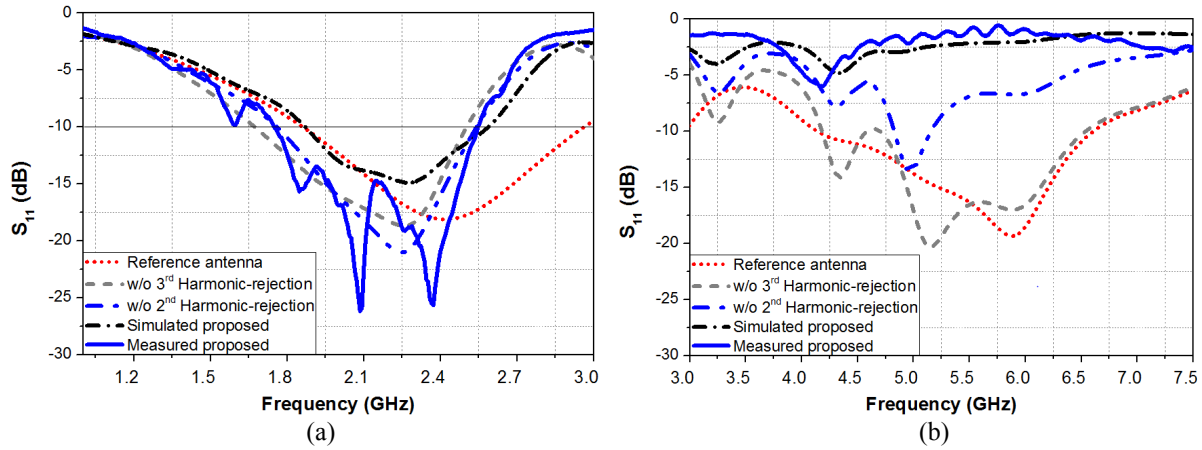 0
-5
-10
-15
-20
-25
-30
S11 (dB)
Reference antenna
w/o 3rd Harmonic-rejection
w/o 2nd Harmonic-rejection
Simulated proposed
Measured proposed
1.2 1.5 1.8 2.1 2.4 2.7 3.0
Frequency (GHz)
(a)
0
-5
-10
-15
-20
-25
-30
S11 (dB)
Reference antenna
w/o 3rd Harmonic-rejection
w/o 2nd Harmonic-rejection
Simulated proposed
Measured proposed
3.0 3.5 4.0 4.5 5.0 5.5 6.0 6.5 7.0 7.5
Frequency (GHz)
(b)